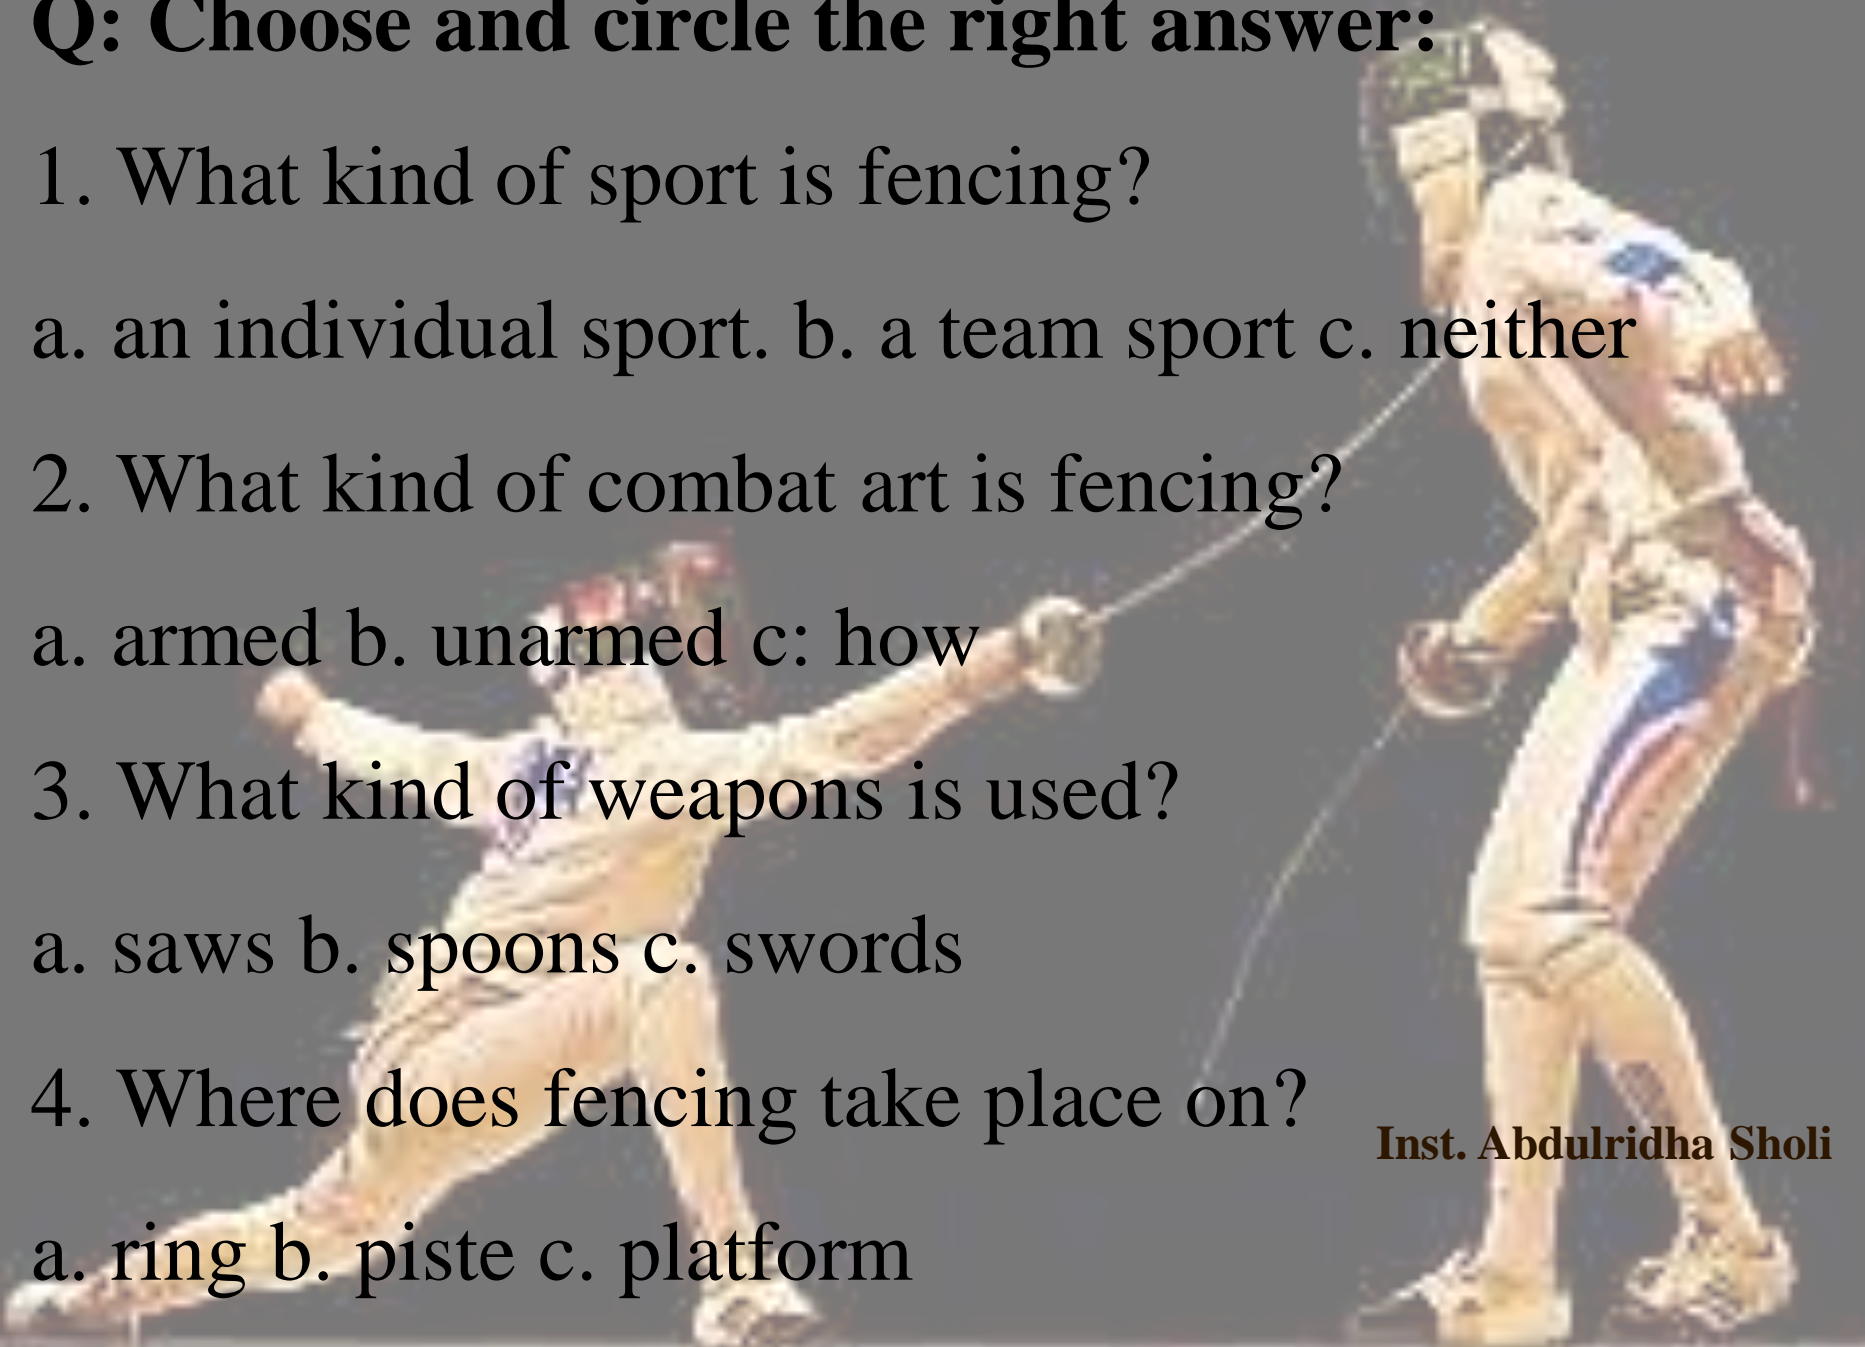 Q: Choose and circle the right answer:
1. What kind of sport is fencing?
a. an individual sport. b. a team sport c. neither
2. What kind of combat art is fencing?
a. armed b. unarmed c: how
3. What kind of weapons is used?
a. saws b. spoons c. swords
4. Where does fencing take place on?
Inst. Abdulridha Sholi
a. ring b. piste c. platform